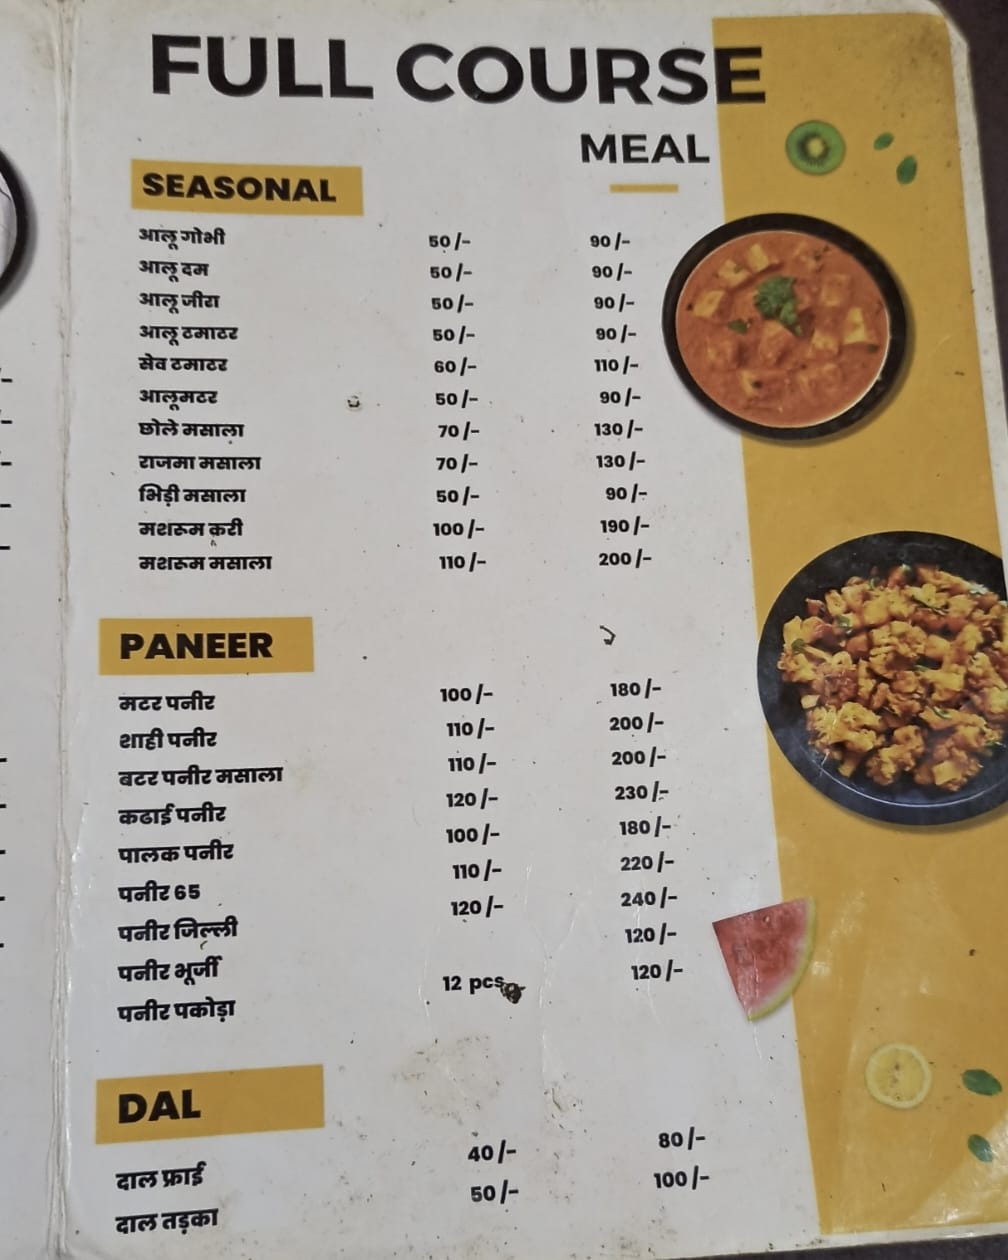 FULL COURSE
MEAL
SEASONAL
आलू गोभी 50/- 90/-
आलू दम 50/- 90/-
आलू जीरा 50/- 90/-
आलू टमाटर 50/- 90/-
सेव टमाटर 60/- 110/-
आलूमटर 50/- 90/-
छोले मसाला 70/- 130/-
राजमा मसाला 70/- 130/-
भिड़ी मसाला 50/- 90/-
मशरूम करी 100/- 190/-
मशरूम मसाला 110/- 200/-
PANEER
मटर पनीर 100/- 180/-
शाही पनीर 110/- 200/-
बटर पनीर मसाला 110/- 200/-
कढाई पनीर 120/- 230/-
पालक पनीर 100/- 180/-
पनीर 65 110/- 220/-
पनीर जिल्ली 120/- 240/-
पनीर भूर्जी 120/-
पनीर पकोड़ा 12 pcs 120/-
DAL
दाल फ्राई 40/- 80/-
दाल तड़का 50/- 100/-